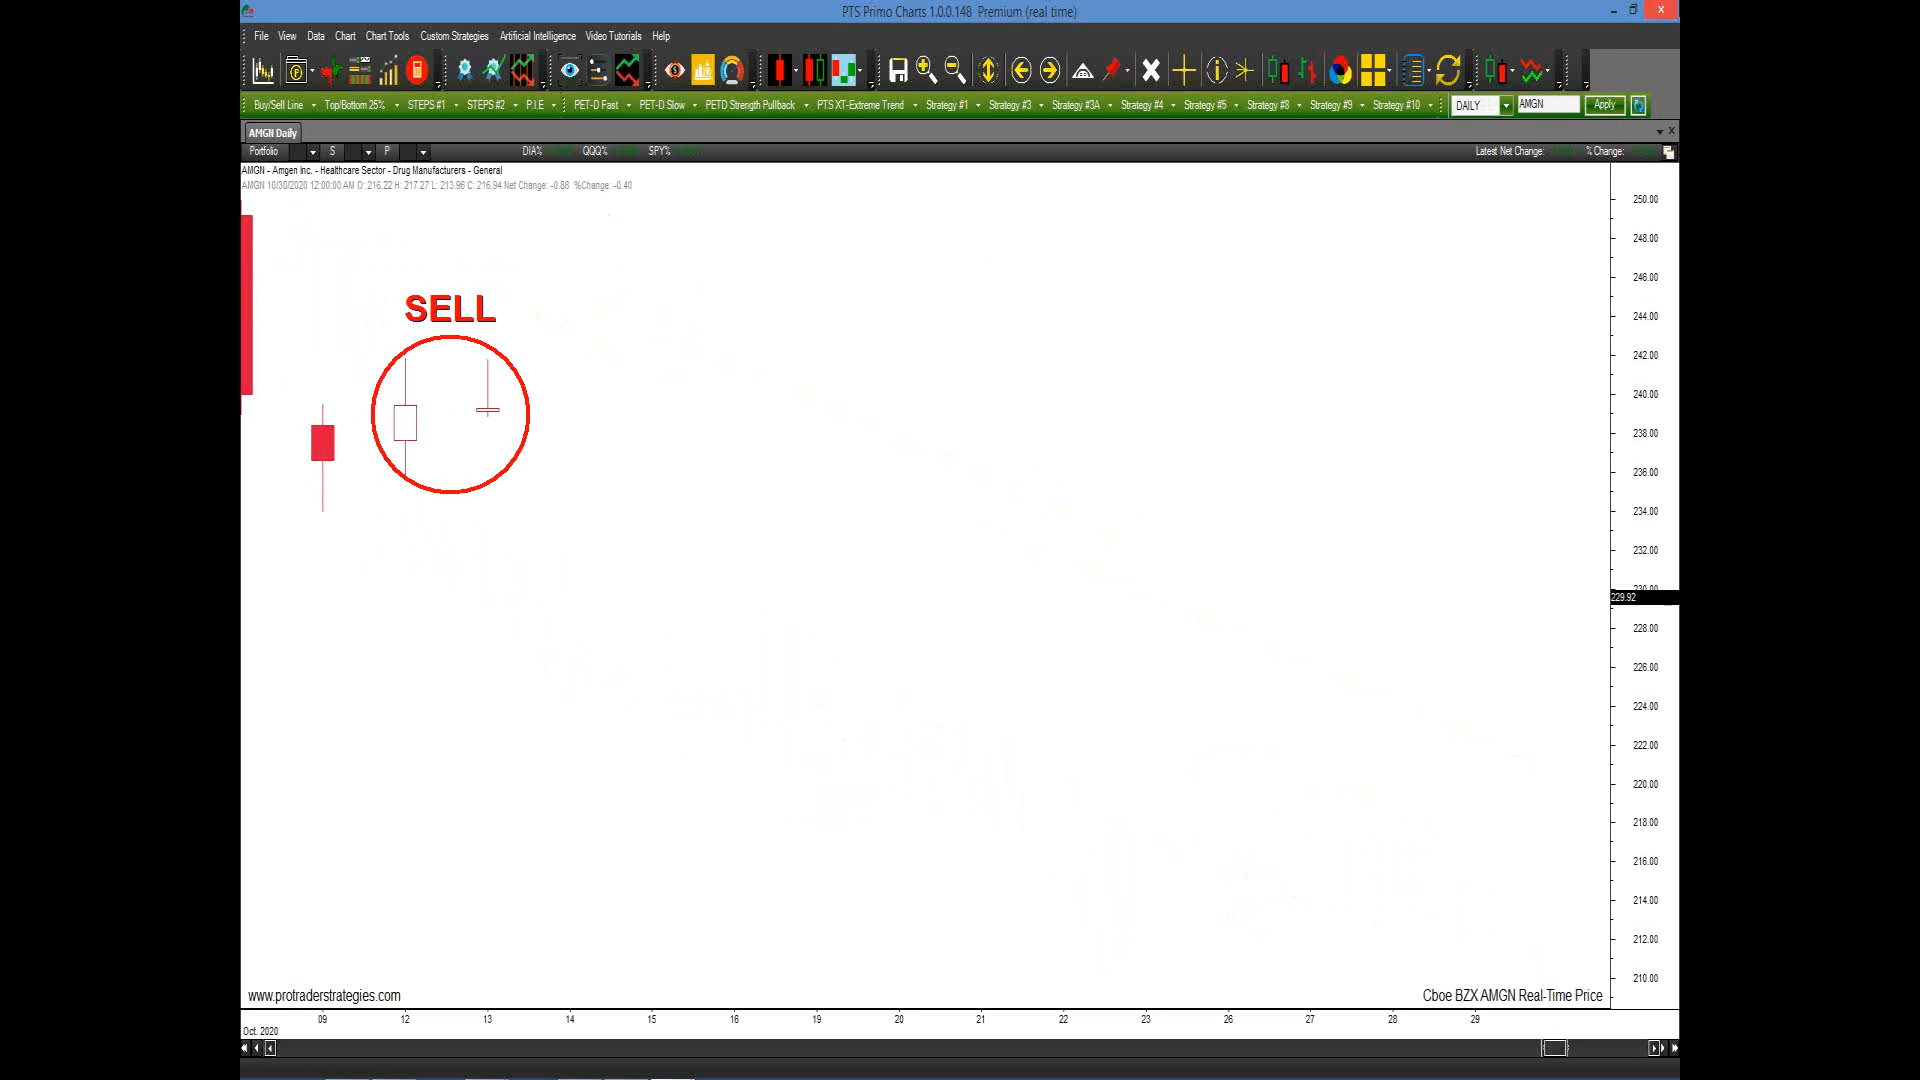 PTS Primo Charts 1.0.0.148 Premium (real time)
File View Data Chart Chart Tools Custom Strategies Artificial Intelligence Video Tutorials Help
Buy/Sell Line Top/Bottom 25% STEPS #1 STEPS #2 P.I.E PET-D Fast PET-D Slow PETD Strength Pullback PTS XT-Extreme Trend Strategy #1 Strategy #3 Strategy #3A Strategy #4 Strategy #5 Strategy #8 Strategy #9 Strategy #10 DAILY AMGN Apply
AMGN Daily
Portfolio S P DIA% QQQ% SPY% Latest Net Change: % Change:
AMGN - Amgen Inc. - Healthcare Sector - Drug Manufacturers - General
AMGN 10/30/2020 12:00:00 AM O: 216.22 H: 217.27 L: 213.96 C: 216.94 Net Change: -0.88 %Change: -0.40
SELL
250.00
248.00
246.00
244.00
242.00
240.00
238.00
236.00
234.00
232.00
230.00
229.92
228.00
226.00
224.00
222.00
220.00
218.00
216.00
214.00
212.00
210.00
www.protraderstrategies.com
Cboe BZX AMGN Real-Time Price
09 12 13 14 15 16 19 20 21 22 23 26 27 28 29
Oct. 2020